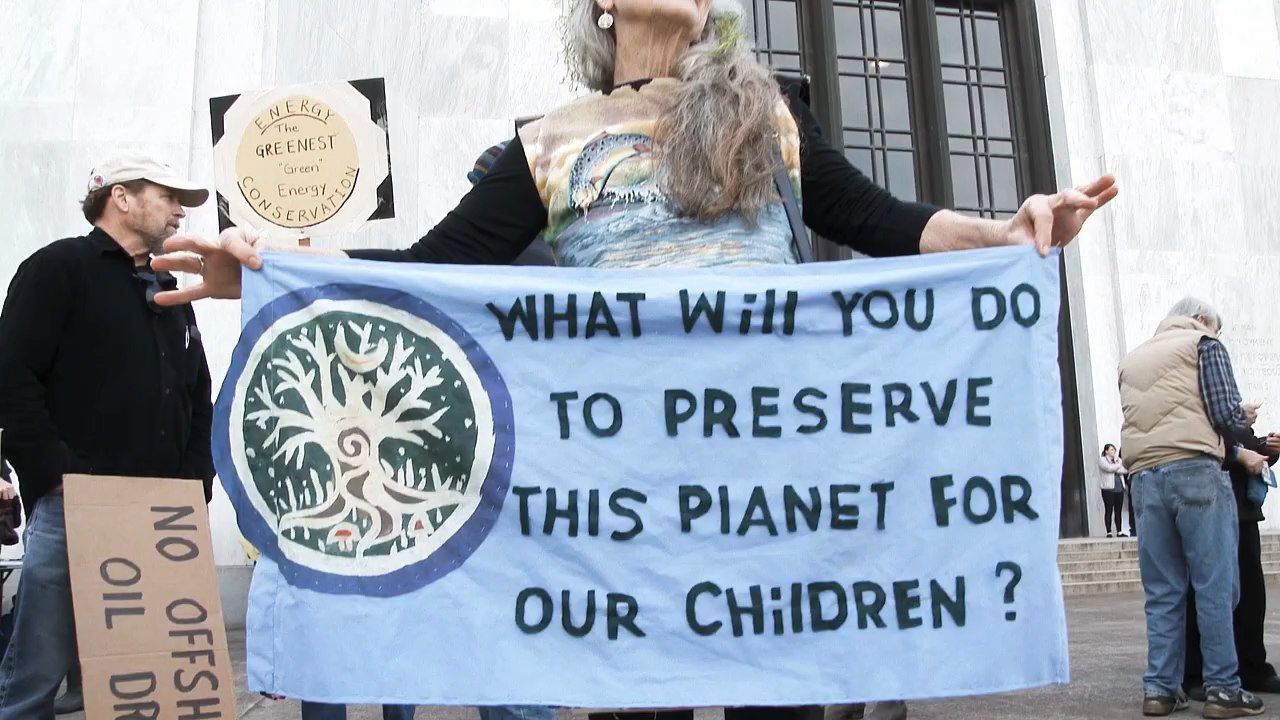 ENERGY
The
GREENEST
"Green"
Energy
CONSERVATION
WHAT Will YOU DO
TO PRESERVE
THIS PlANET FOR
OUR CHilDREN ?
NO OFFSH
OIL DR